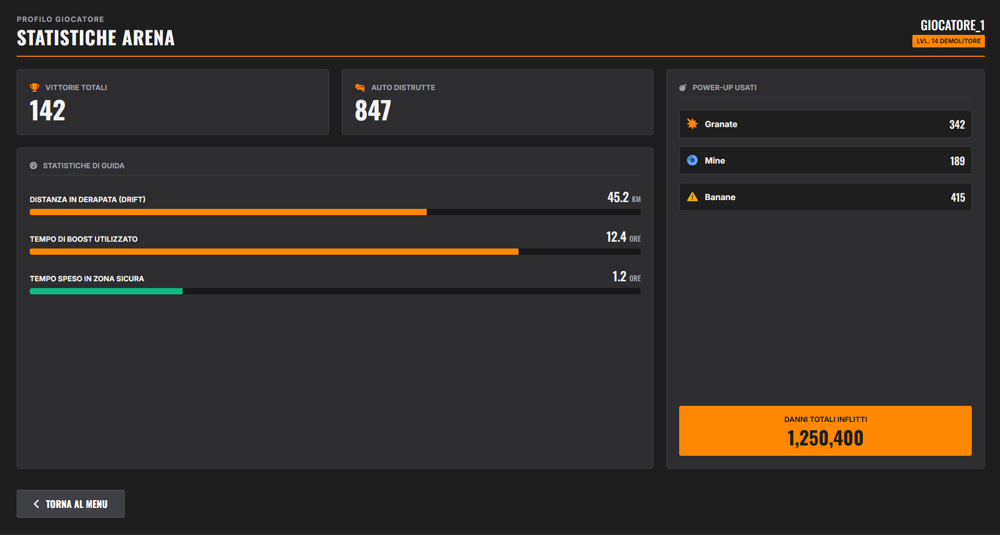 PROFILO GIOCATORE
STATISTICHE ARENA
GIOCATORE_1
LVL. 14 DEMOLITORE
VITTORIE TOTALI
142
AUTO DISTRUTTE
847
STATISTICHE DI GUIDA
DISTANZA IN DERAPATA (DRIFT)
45.2 KM
TEMPO DI BOOST UTILIZZATO
12.4 ORE
TEMPO SPESO IN ZONA SICURA
1.2 ORE
POWER-UP USATI
Granate
342
Mine
189
Banane
415
DANNI TOTALI INFLITTI
1,250,400
TORNA AL MENU